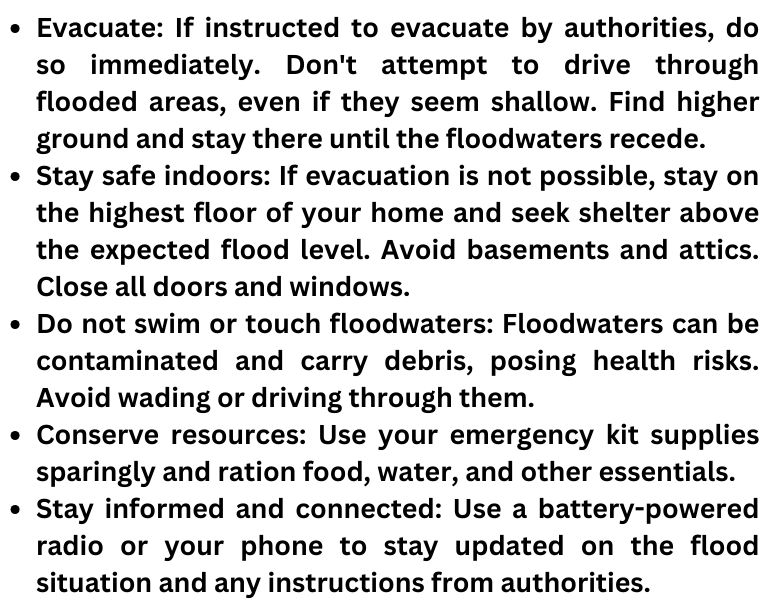 • Evacuate: If instructed to evacuate by authorities, do
so immediately. Don't attempt to drive through
flooded areas, even if they seem shallow. Find higher
ground and stay there until the floodwaters recede.
• Stay safe indoors: If evacuation is not possible, stay on
the highest floor of your home and seek shelter above
the expected flood level. Avoid basements and attics.
Close all doors and windows.
• Do not swim or touch floodwaters: Floodwaters can be
contaminated and carry debris, posing health risks.
Avoid wading or driving through them.
• Conserve resources: Use your emergency kit supplies
sparingly and ration food, water, and other essentials.
• Stay informed and connected: Use a battery-powered
radio or your phone to stay updated on the flood
situation and any instructions from authorities.